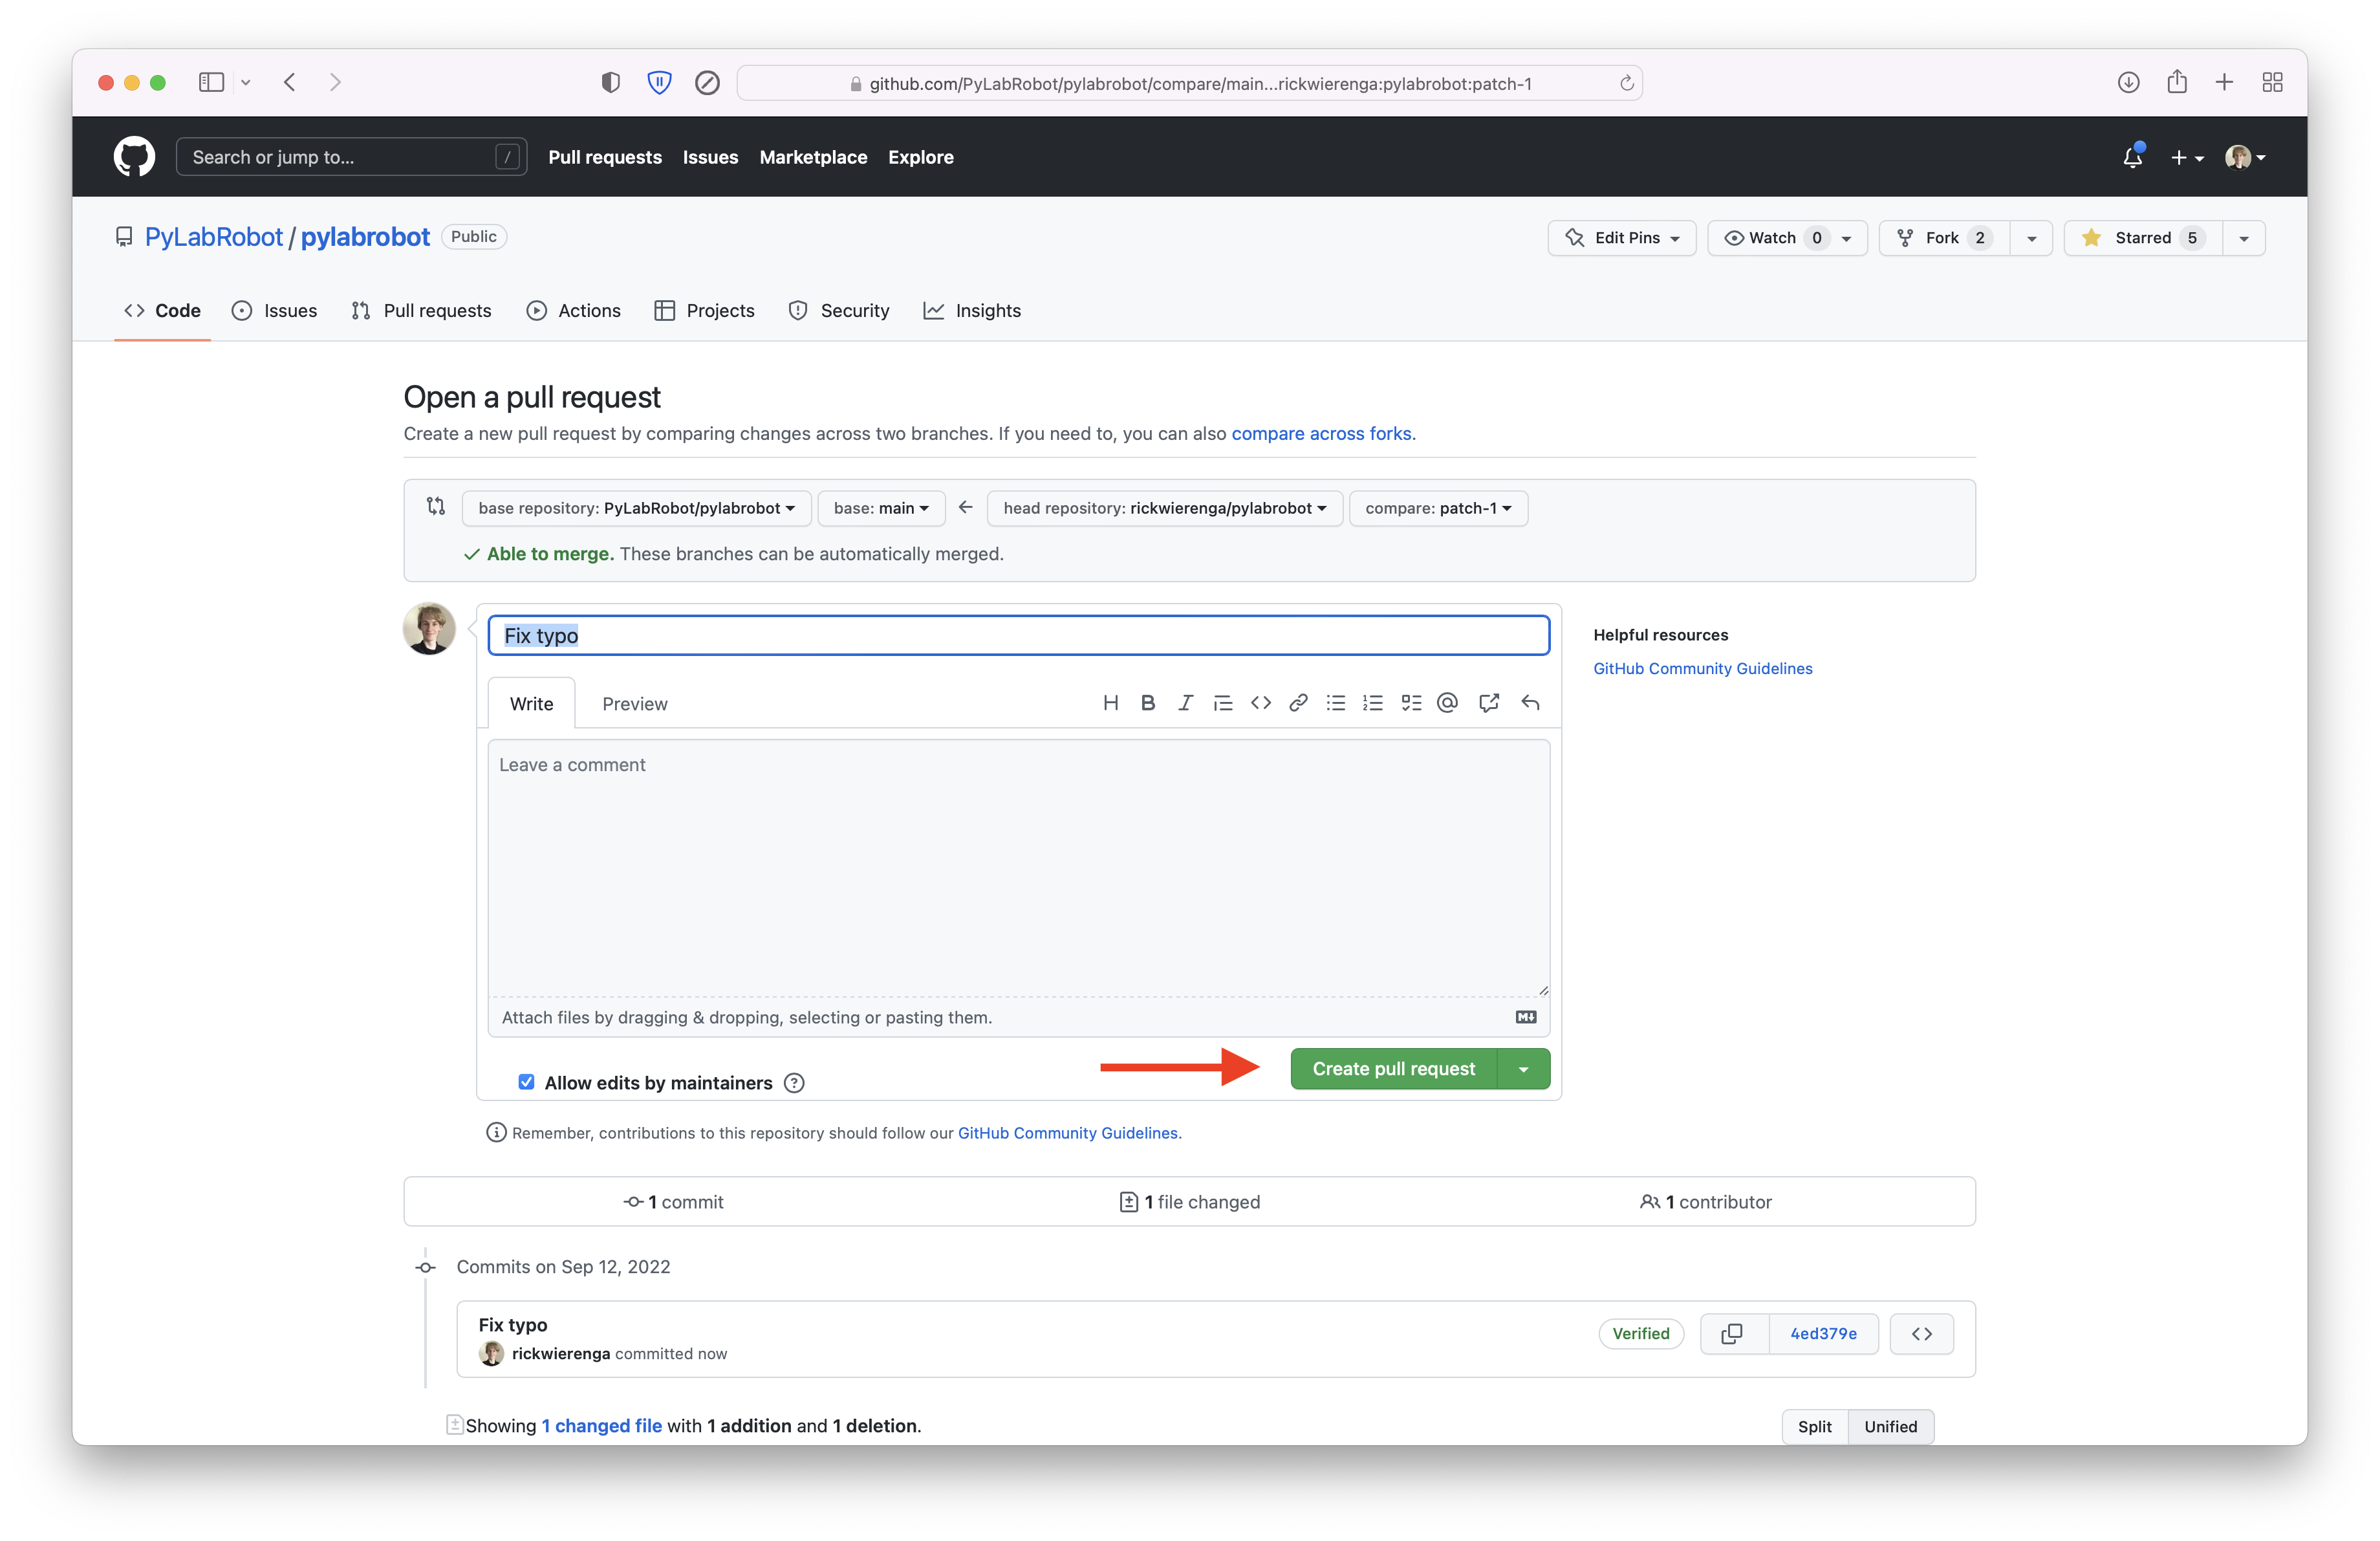 github.com/PyLabRobot/pylabrobot/compare/main...rickwierenga:pylabrobot:patch-1
Search or jump to... / Pull requests Issues Marketplace Explore
PyLabRobot / pylabrobot Public Edit Pins Watch 0 Fork 2 Starred 5
Code Issues Pull requests Actions Projects Security Insights
Open a pull request
Create a new pull request by comparing changes across two branches. If you need to, you can also compare across forks.
base repository: PyLabRobot/pylabrobot base: main head repository: rickwierenga/pylabrobot compare: patch-1
Able to merge. These branches can be automatically merged.
Fix typo
Helpful resources
GitHub Community Guidelines
Write Preview
Leave a comment
Attach files by dragging & dropping, selecting or pasting them.
Allow edits by maintainers
Create pull request
Remember, contributions to this repository should follow our GitHub Community Guidelines.
1 commit 1 file changed 1 contributor
Commits on Sep 12, 2022
Fix typo
rickwierenga committed now
Verified 4ed379e
Showing 1 changed file with 1 addition and 1 deletion.
Split Unified